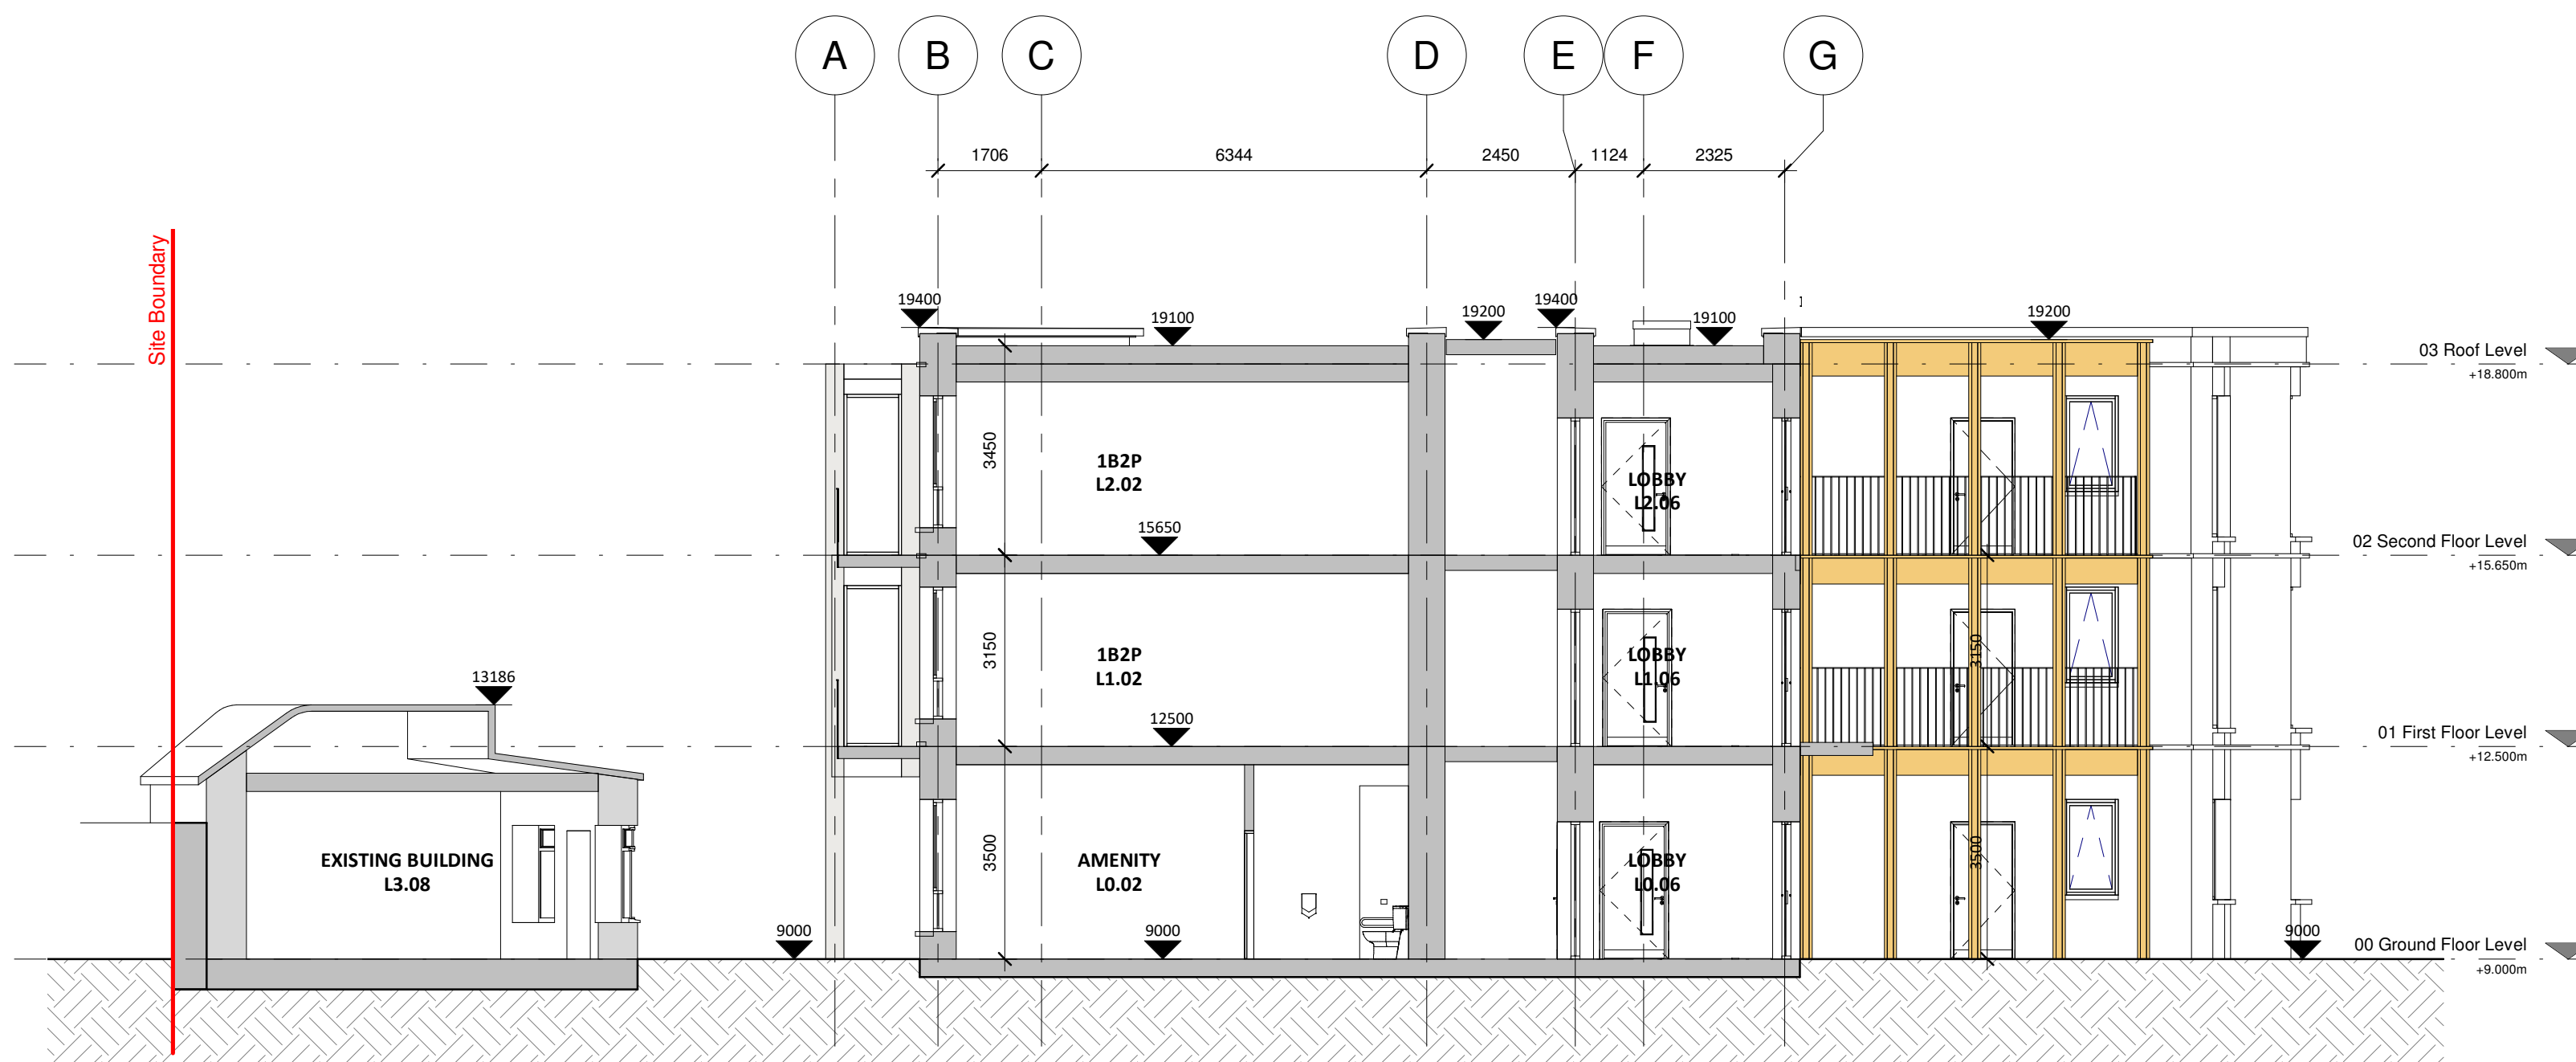 A B C D E F G
1706 6344 2450 1124 2325
Site Boundary
19400 19100 19200 19400 19100 19200
03 Roof Level
+18.800m
3450
1B2P
L2.02
LOBBY
L2.06
15650
02 Second Floor Level
+15.650m
3150
1B2P
L1.02
LOBBY
L1.06
3150
13186
12500
01 First Floor Level
+12.500m
EXISTING BUILDING
L3.08
3500
AMENITY
L0.02
LOBBY
L0.06
3500
9000 9000 9000
00 Ground Floor Level
+9.000m